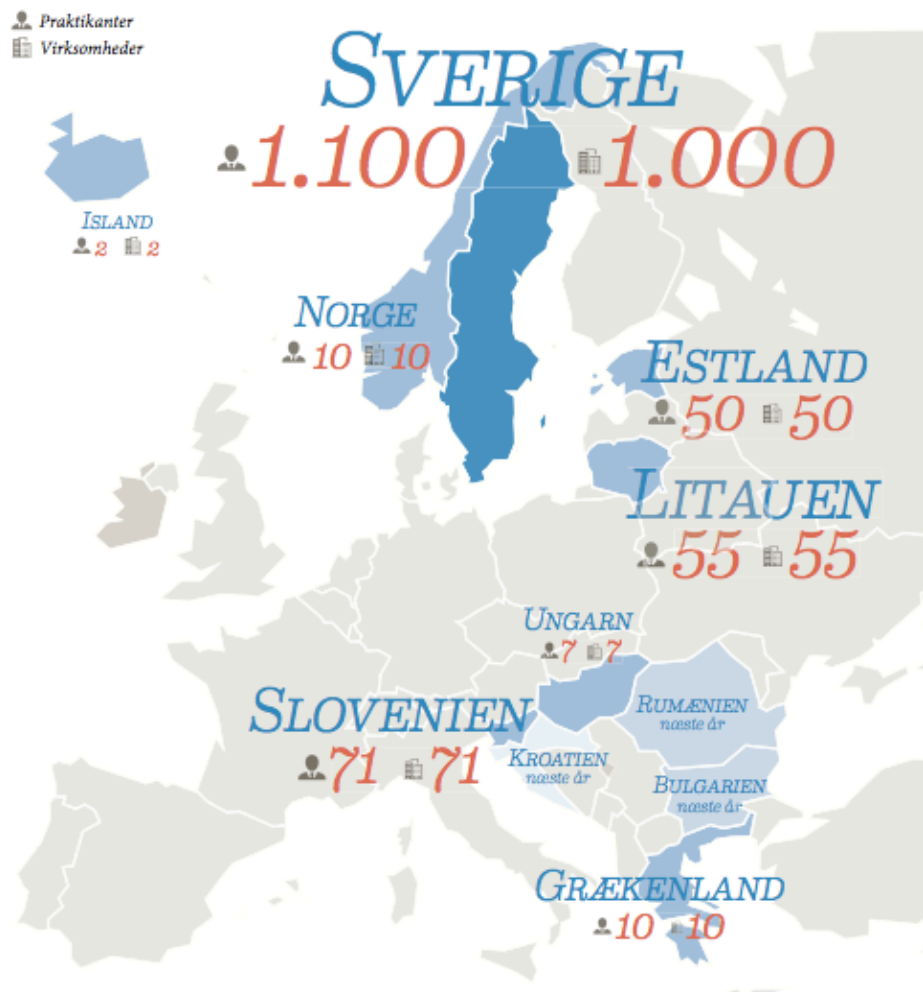 Praktikanter
Virksomheder
SVERIGE
1.100 1.000
ISLAND
2 2
NORGE
10 10
ESTLAND
50 50
LITAUEN
55 55
UNGARN
7 7
SLOVENIEN
71 71
RUMÆNIEN
næste år
KROATIEN
næste år
BULGARIEN
næste år
GRÆKENLAND
10 10